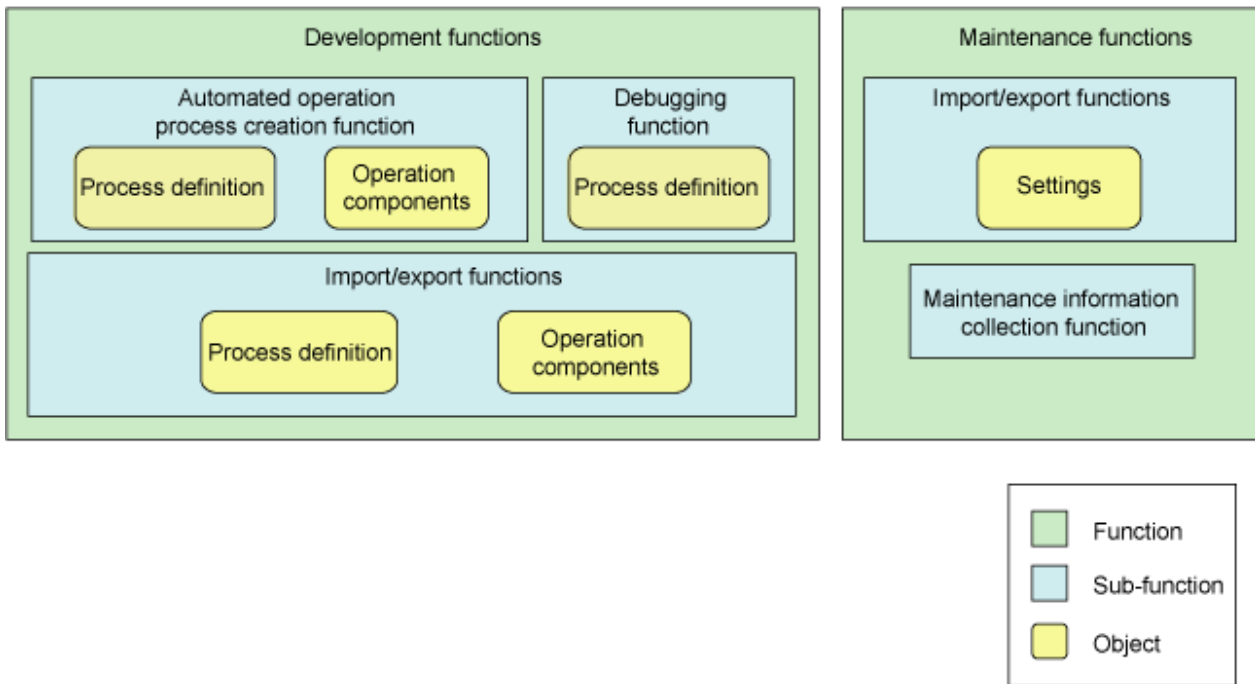 Development functions
Automated operation
process creation function
Process definition
Operation
components
Debugging
function
Process definition
Import/export functions
Process definition
Operation
components
Maintenance functions
Import/export functions
Settings
Maintenance information
collection function
Function
Sub-function
Object